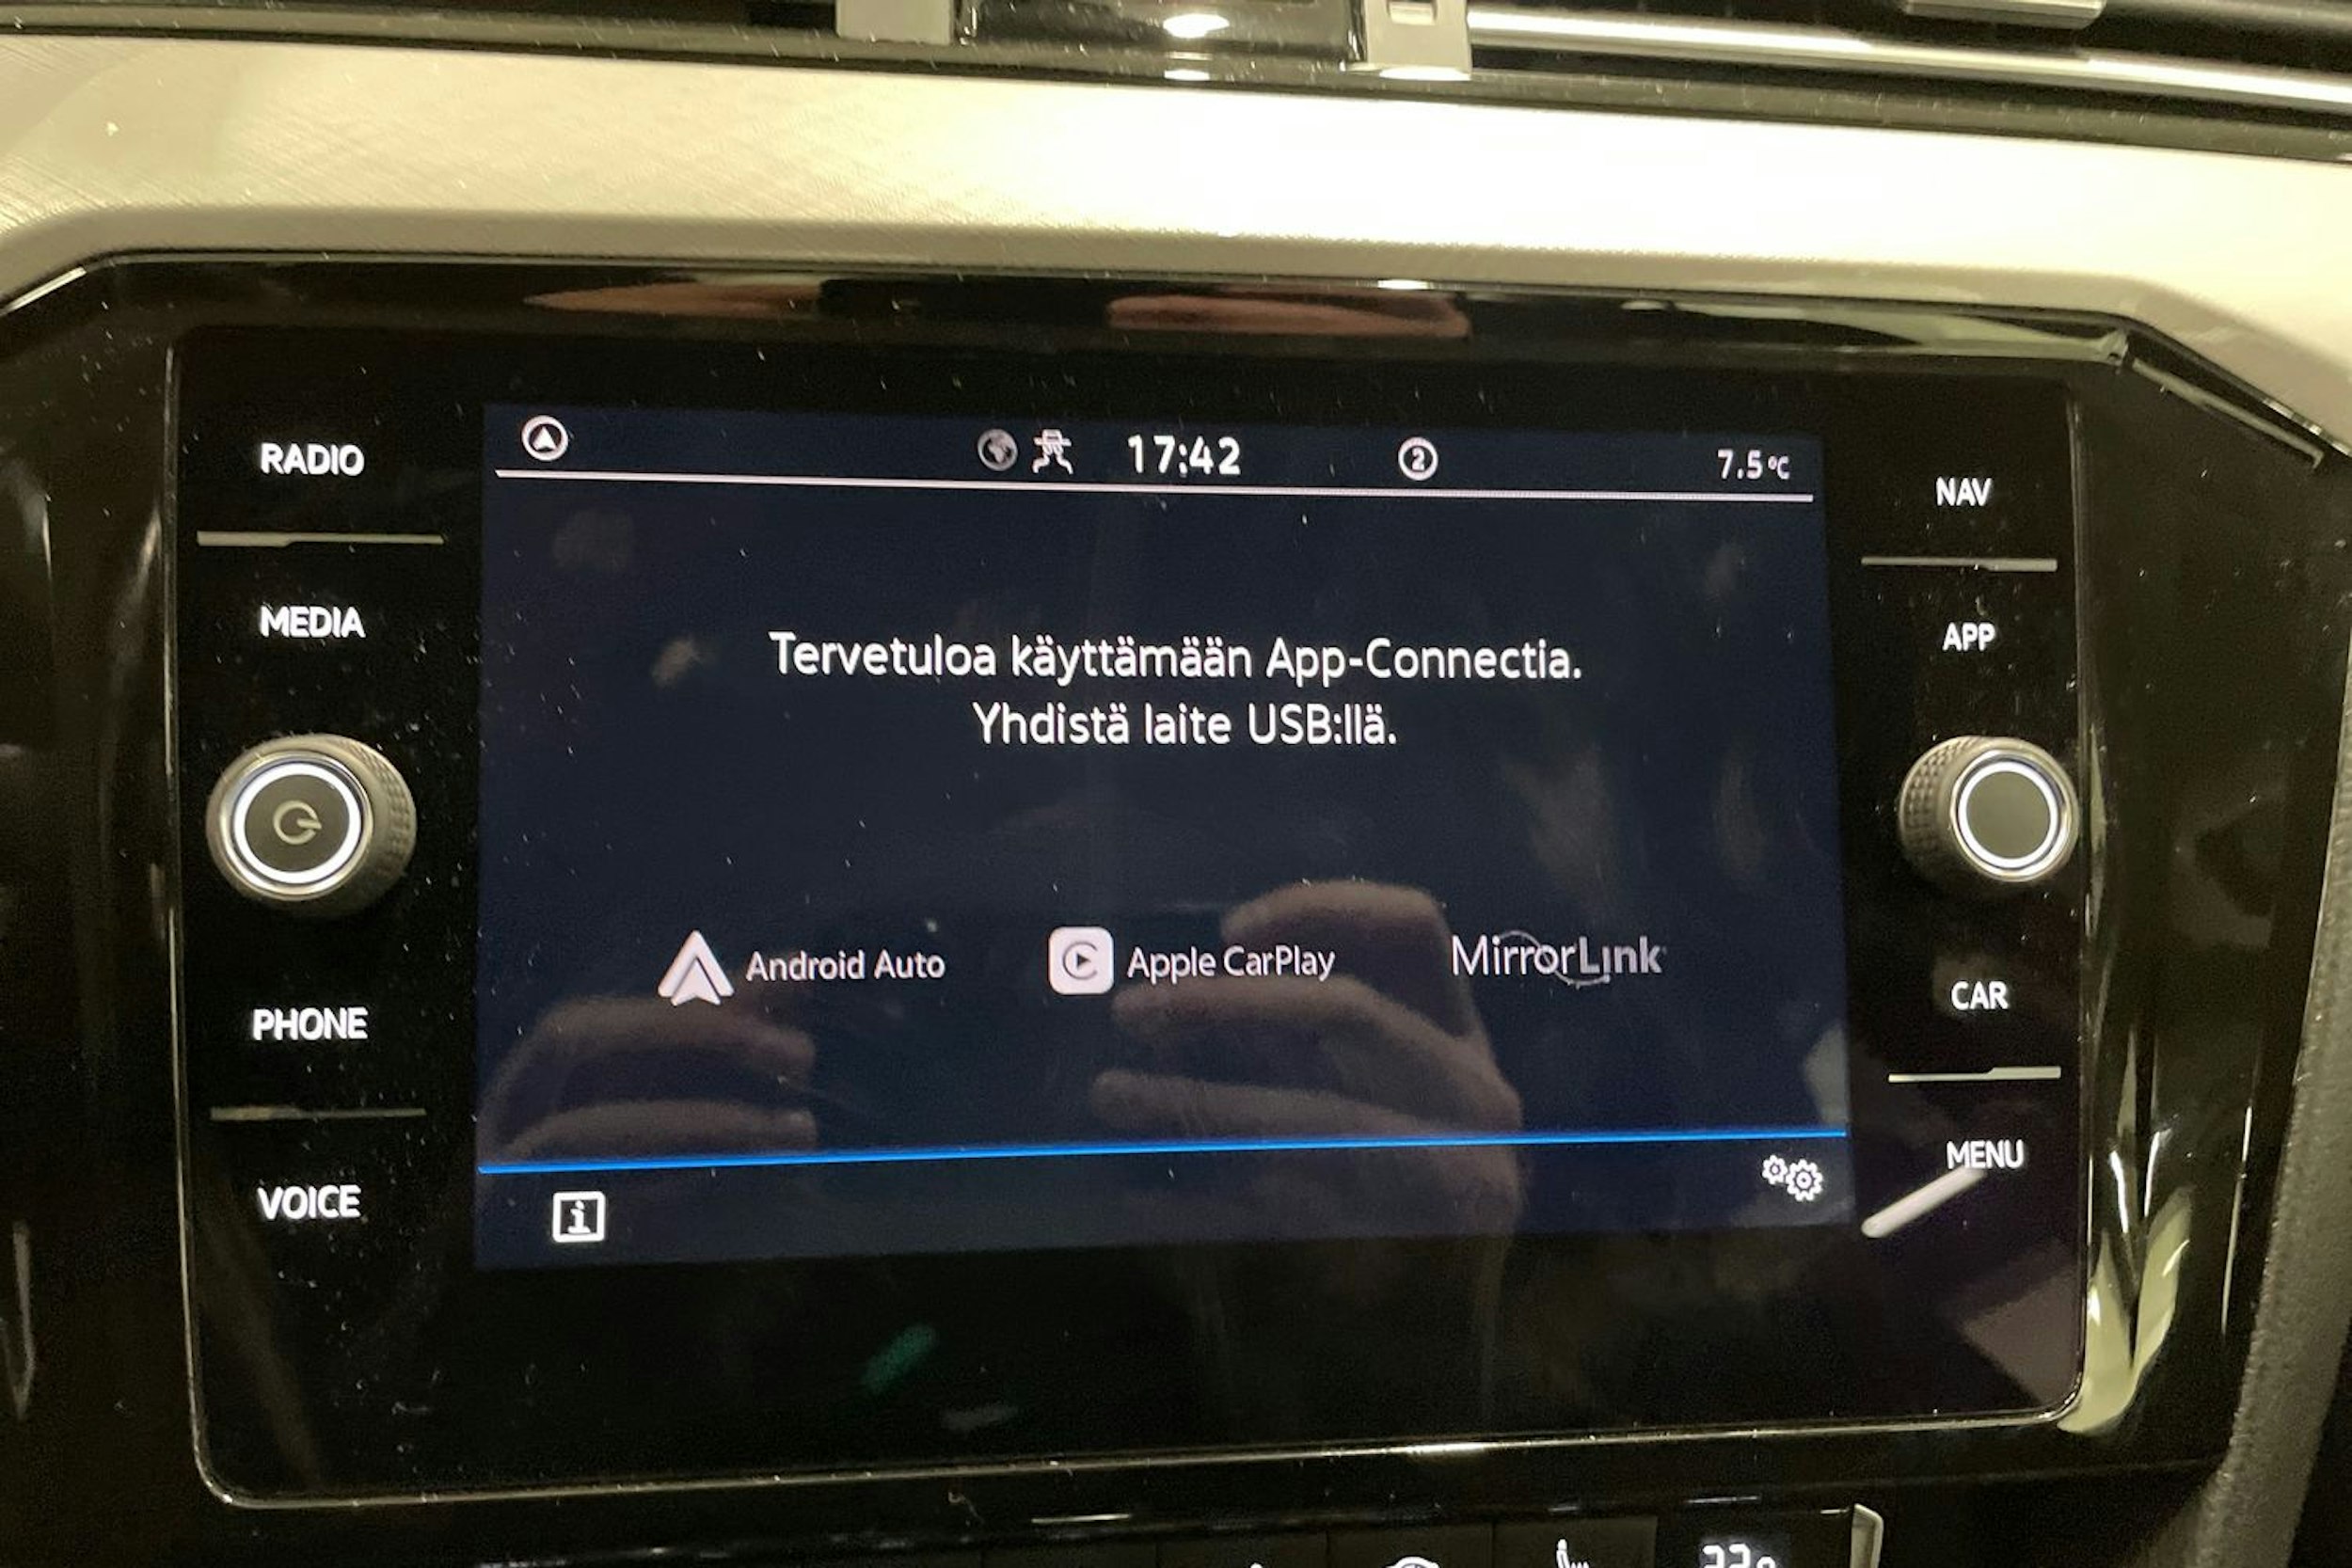 RADIO
MEDIA
PHONE
VOICE
17:42
2
7.5°C
Tervetuloa käyttämään App-Connectia.
Yhdistä laite USB:llä.
Android Auto
Apple CarPlay
MirrorLink
i
NAV
APP
CAR
MENU